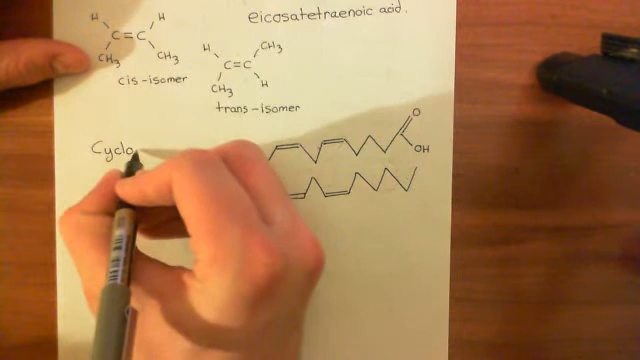 eicosatetraenoic acid.
H H
C=C
CH₃ CH₃
cis-isomer
H CH₃
C=C
CH₃ H
trans-isomer
Cyclo
O
OH